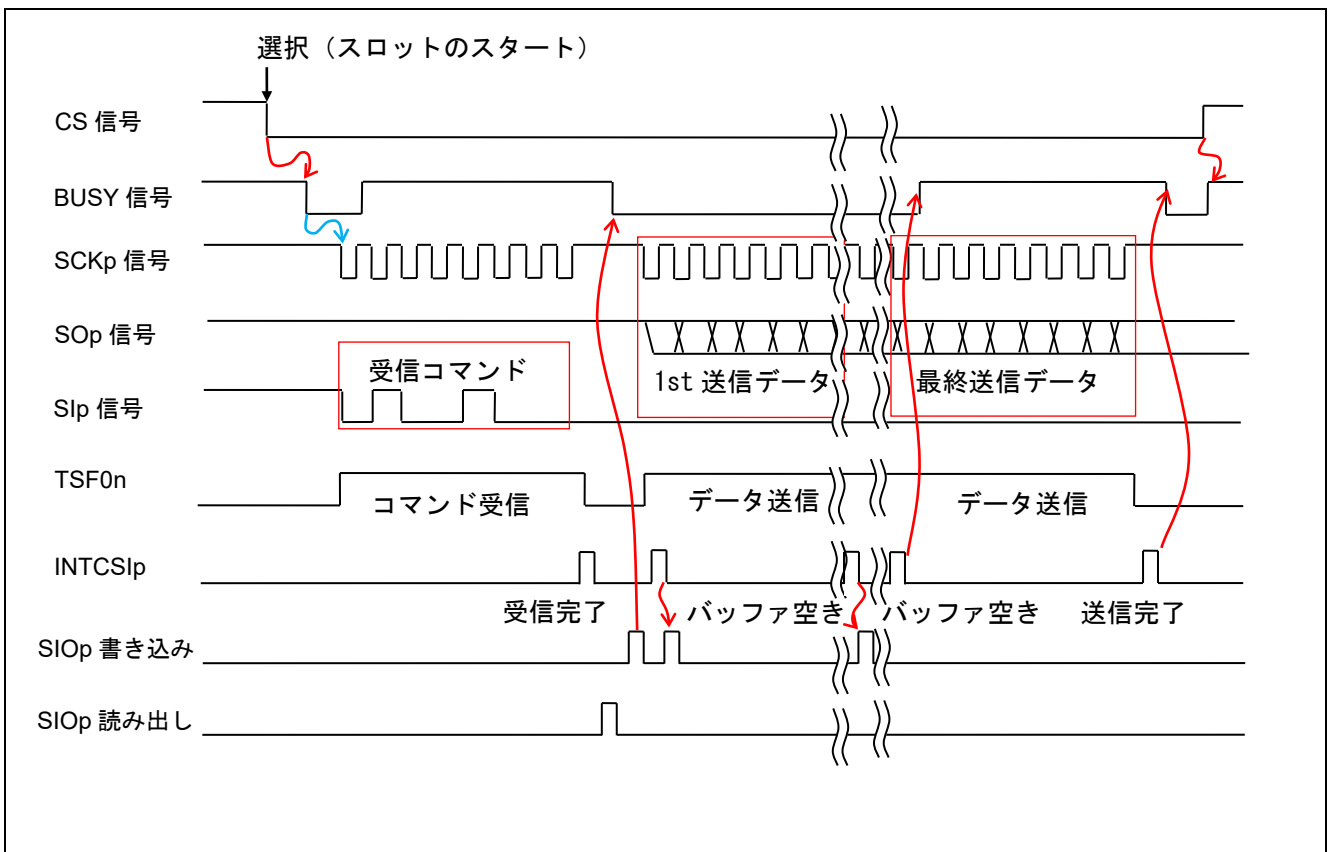 選択（スロットのスタート）
CS 信号
BUSY 信号
SCKp 信号
SOp 信号
受信コマンド
1st 送信データ
最終送信データ
SIp 信号
TSF0n
コマンド受信
データ送信
データ送信
INTCSIp
受信完了
バッファ空き
バッファ空き
送信完了
SIOp 書き込み
SIOp 読み出し